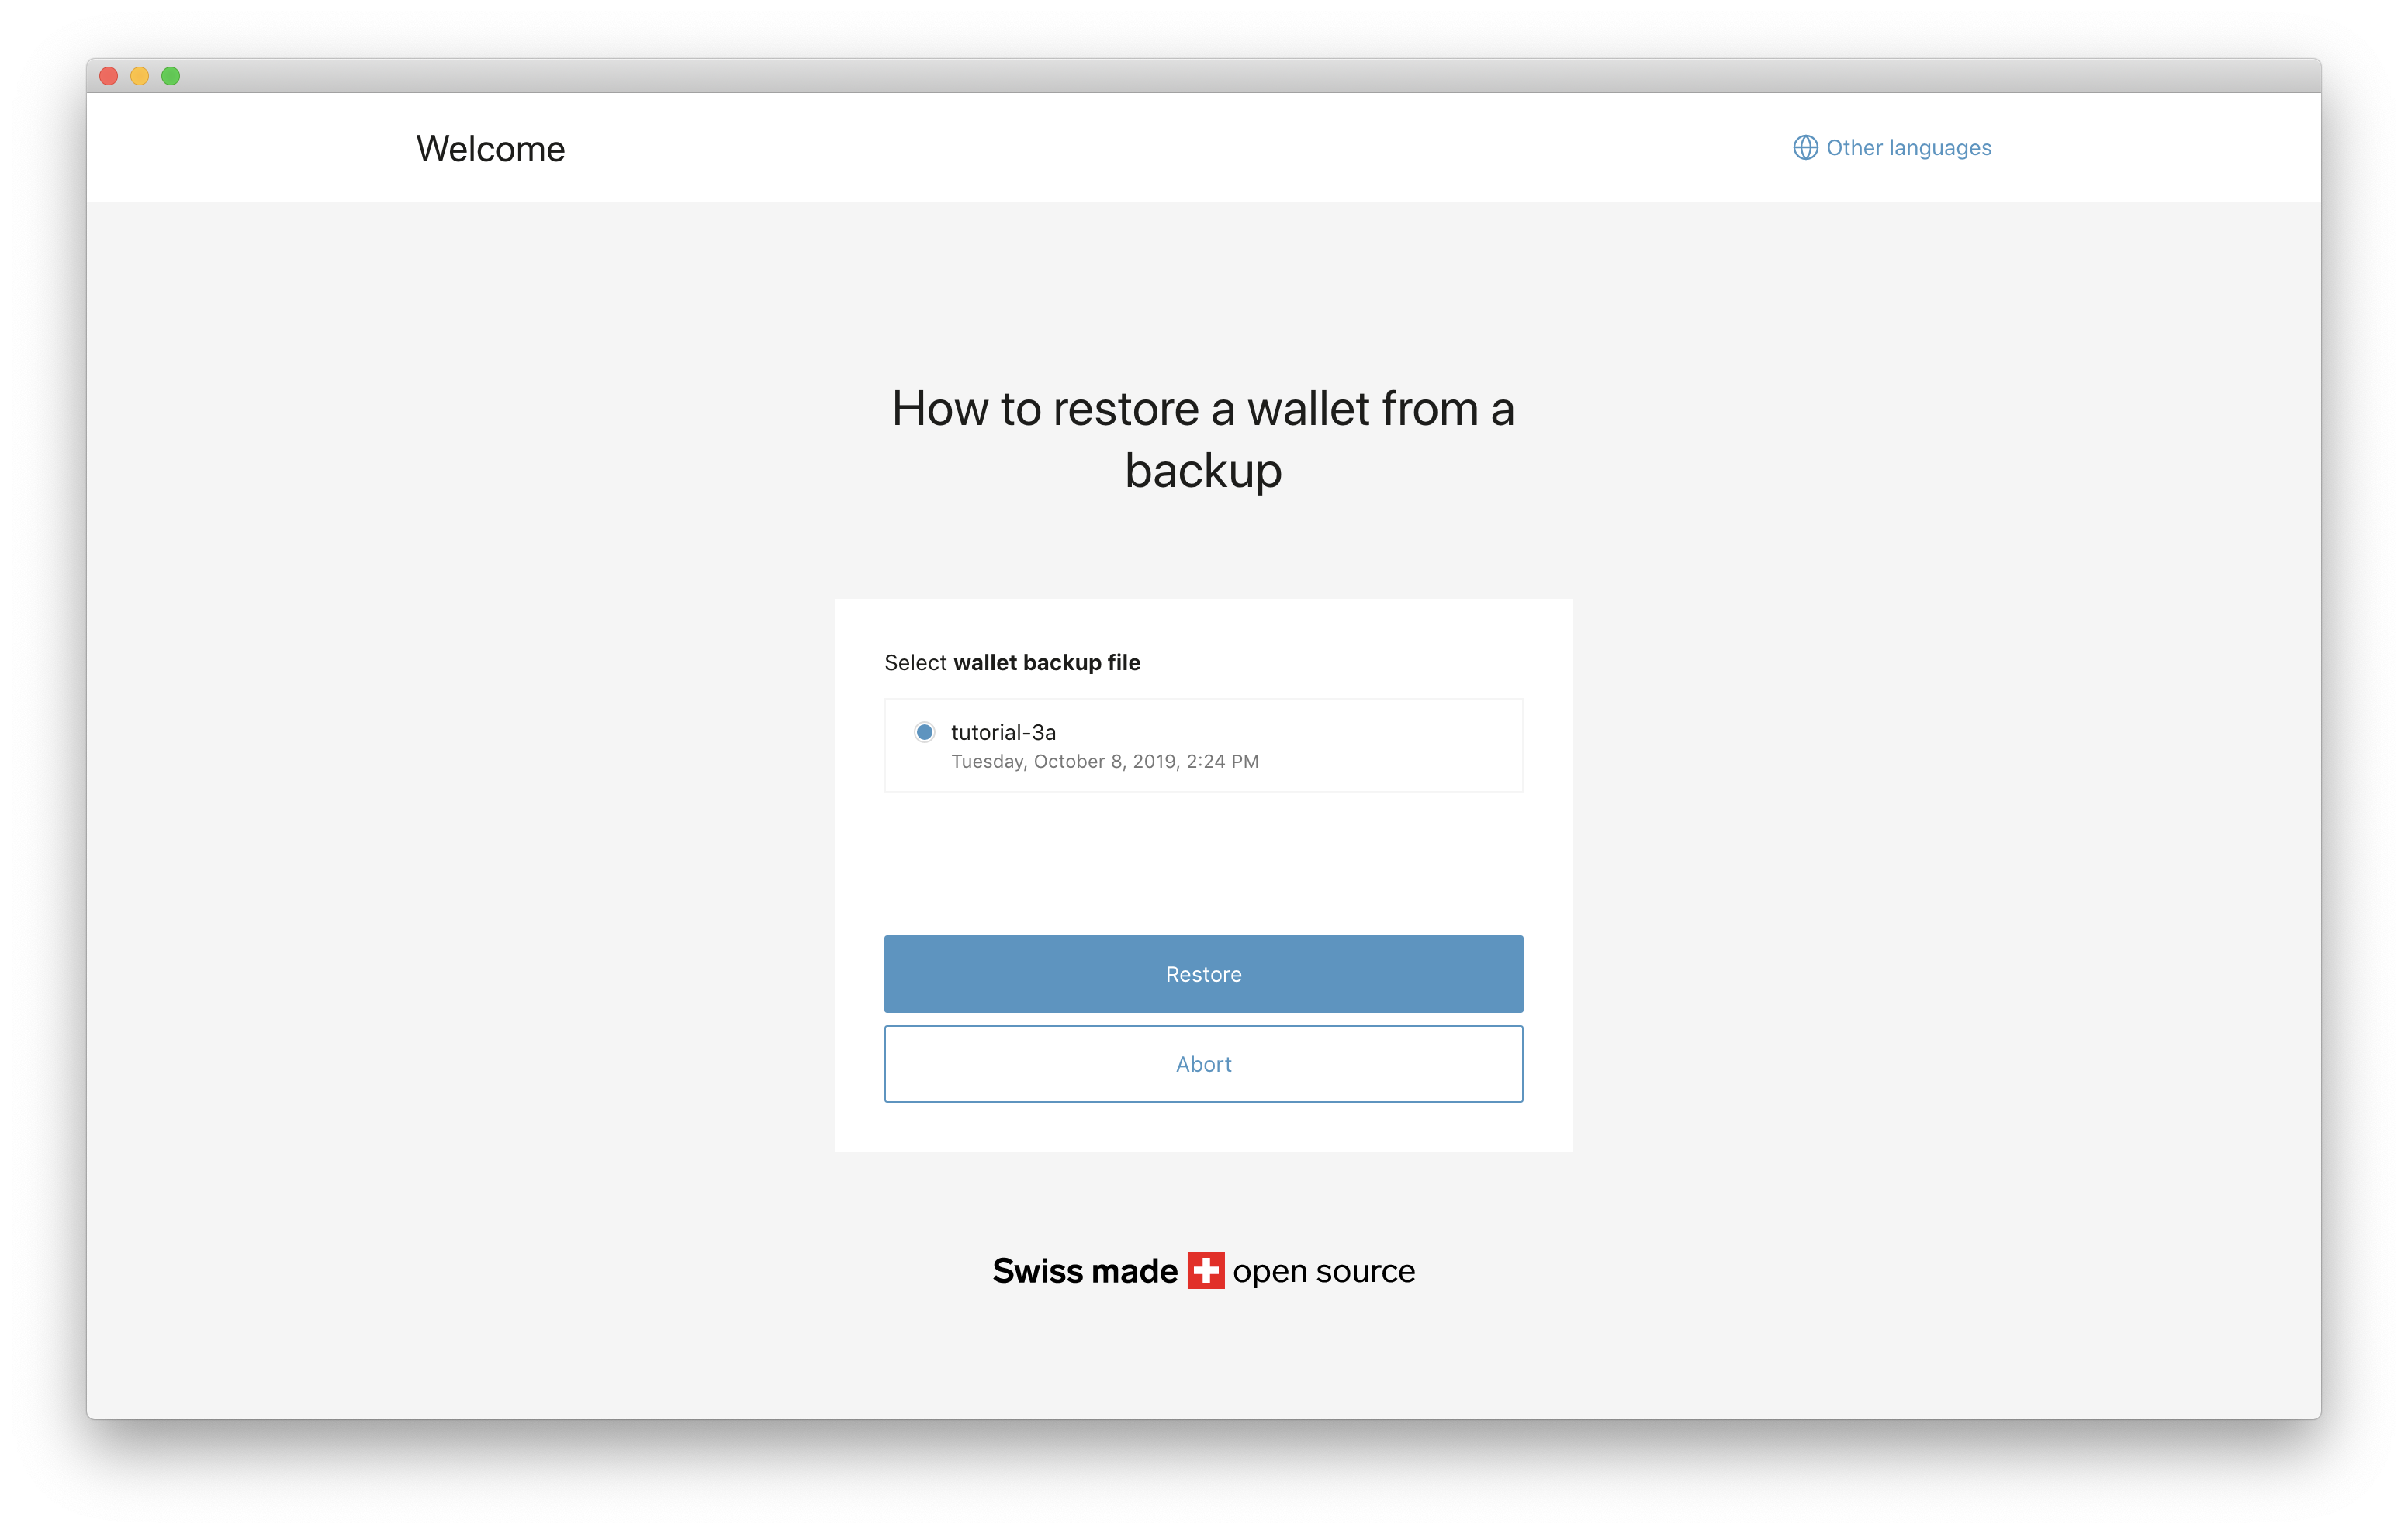 Welcome
Other languages
How to restore a wallet from a
backup
Select wallet backup file
tutorial-3a
Tuesday, October 8, 2019, 2:24 PM
Restore
Abort
Swiss made open source